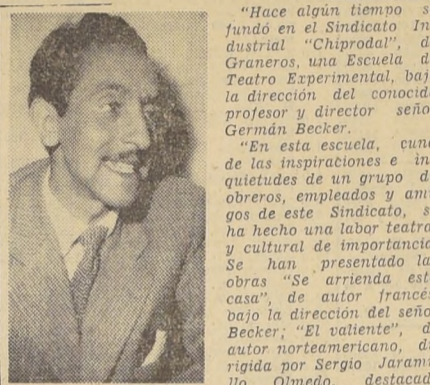 "Hace algún tiempo s
fundó en el Sindicato In
dustrial "Chiprodal", d
Graneros, una Escuela d
Teatro Experimental, baj
la dirección del conocid
profesor y director seño
Germán Becker.
"En esta escuela, cun
de las inspiraciones e in
quietudes de un grupo d
obreros, empleados y ami
gos de este Sindicato, s
ha hecho una labor teatra
y cultural de importancia
Se han presentado la
obras "Se arrienda est
casa", de autor francé
bajo la dirección del seño
Becker; "El valiente", d
autor norteamericano, di
rigida por Sergio Jarami
llo Olmedo, destacad